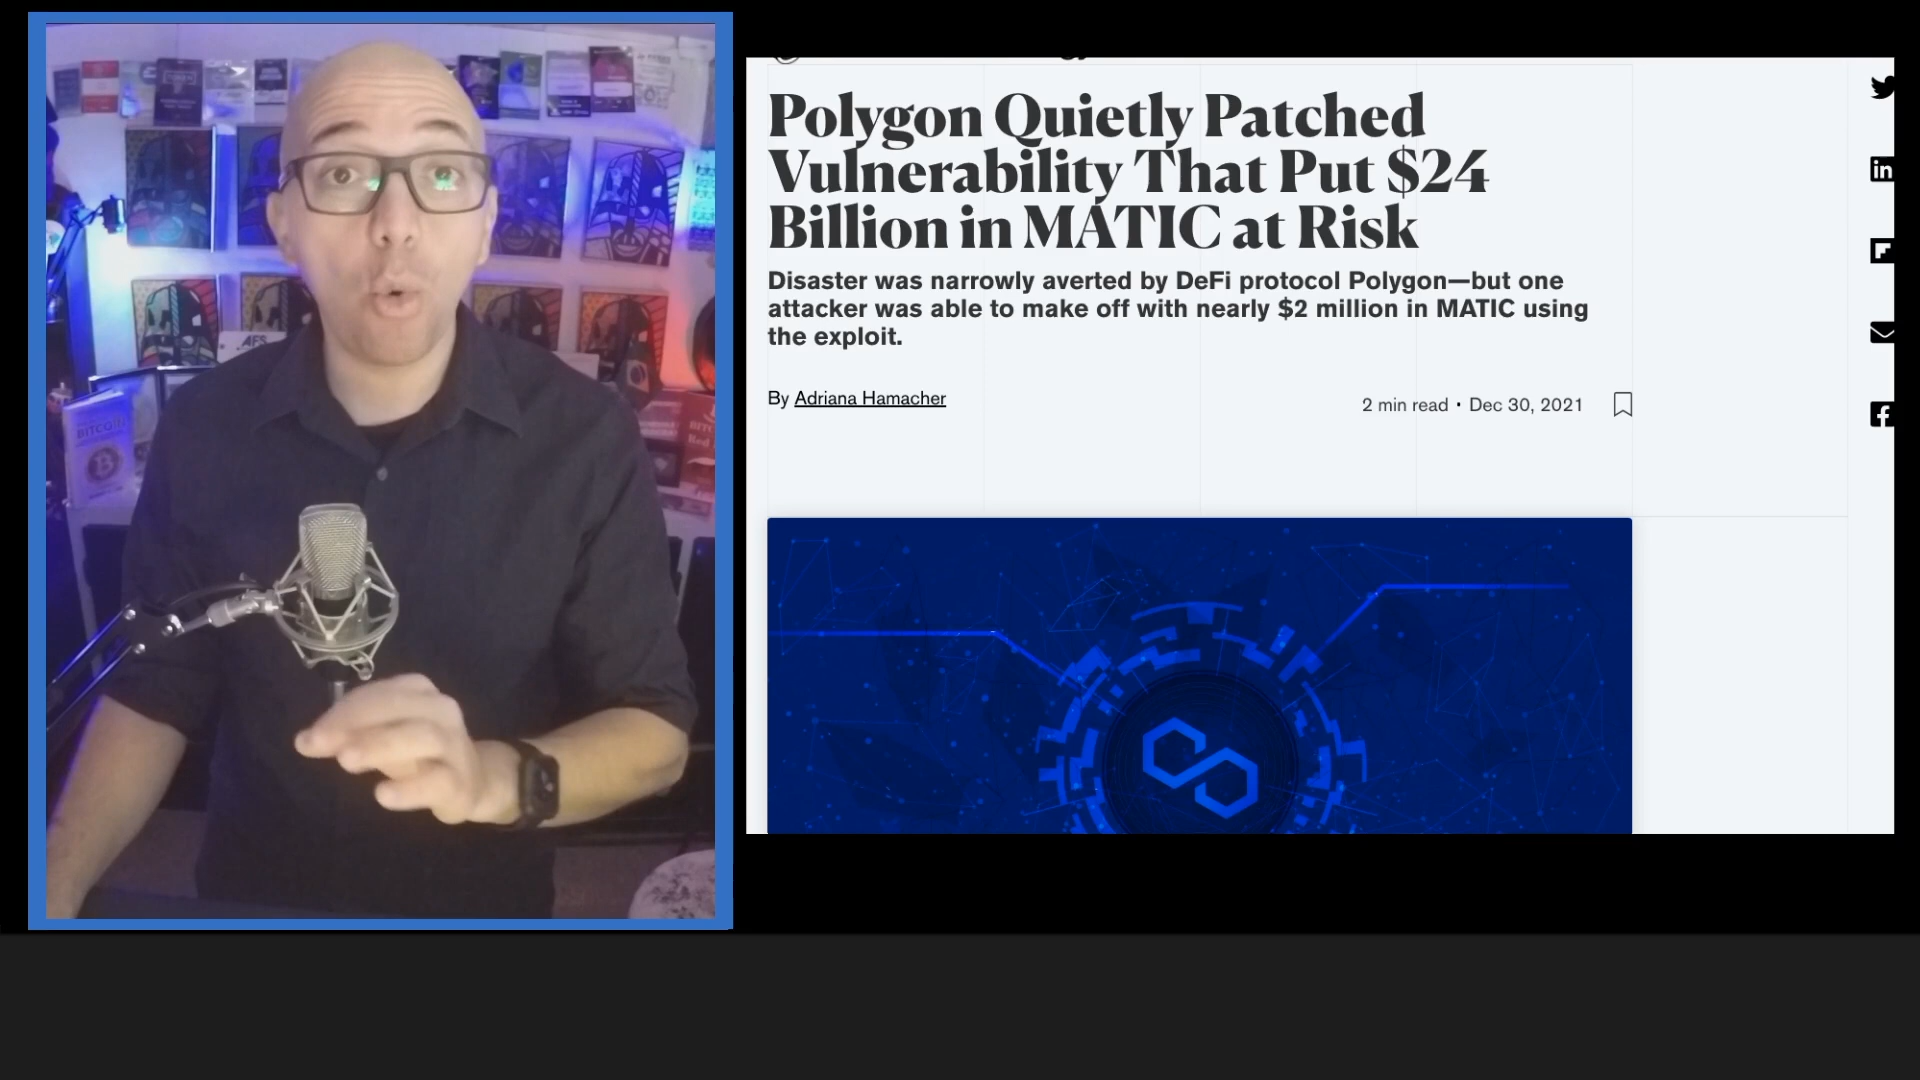 AFS
BITCOIN
Polygon Quietly Patched
Vulnerability That Put $24
Billion in MATIC at Risk
Disaster was narrowly averted by DeFi protocol Polygon—but one
attacker was able to make off with nearly $2 million in MATIC using
the exploit.
By Adriana Hamacher
2 min read • Dec 30, 2021